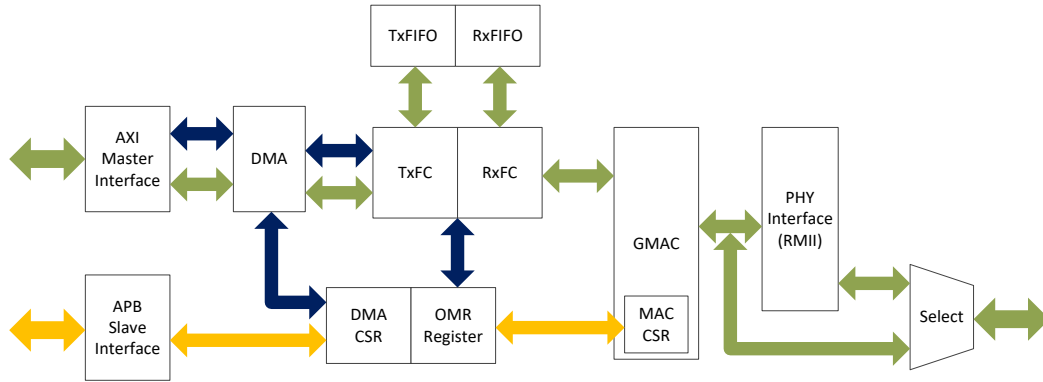 TxFIFO
RxFIFO
AXI
Master
Interface
DMA
TxFC
RxFC
GMAC
PHY
Interface
(RMII)
APB
Slave
Interface
DMA
CSR
OMR
Register
MAC
CSR
Select